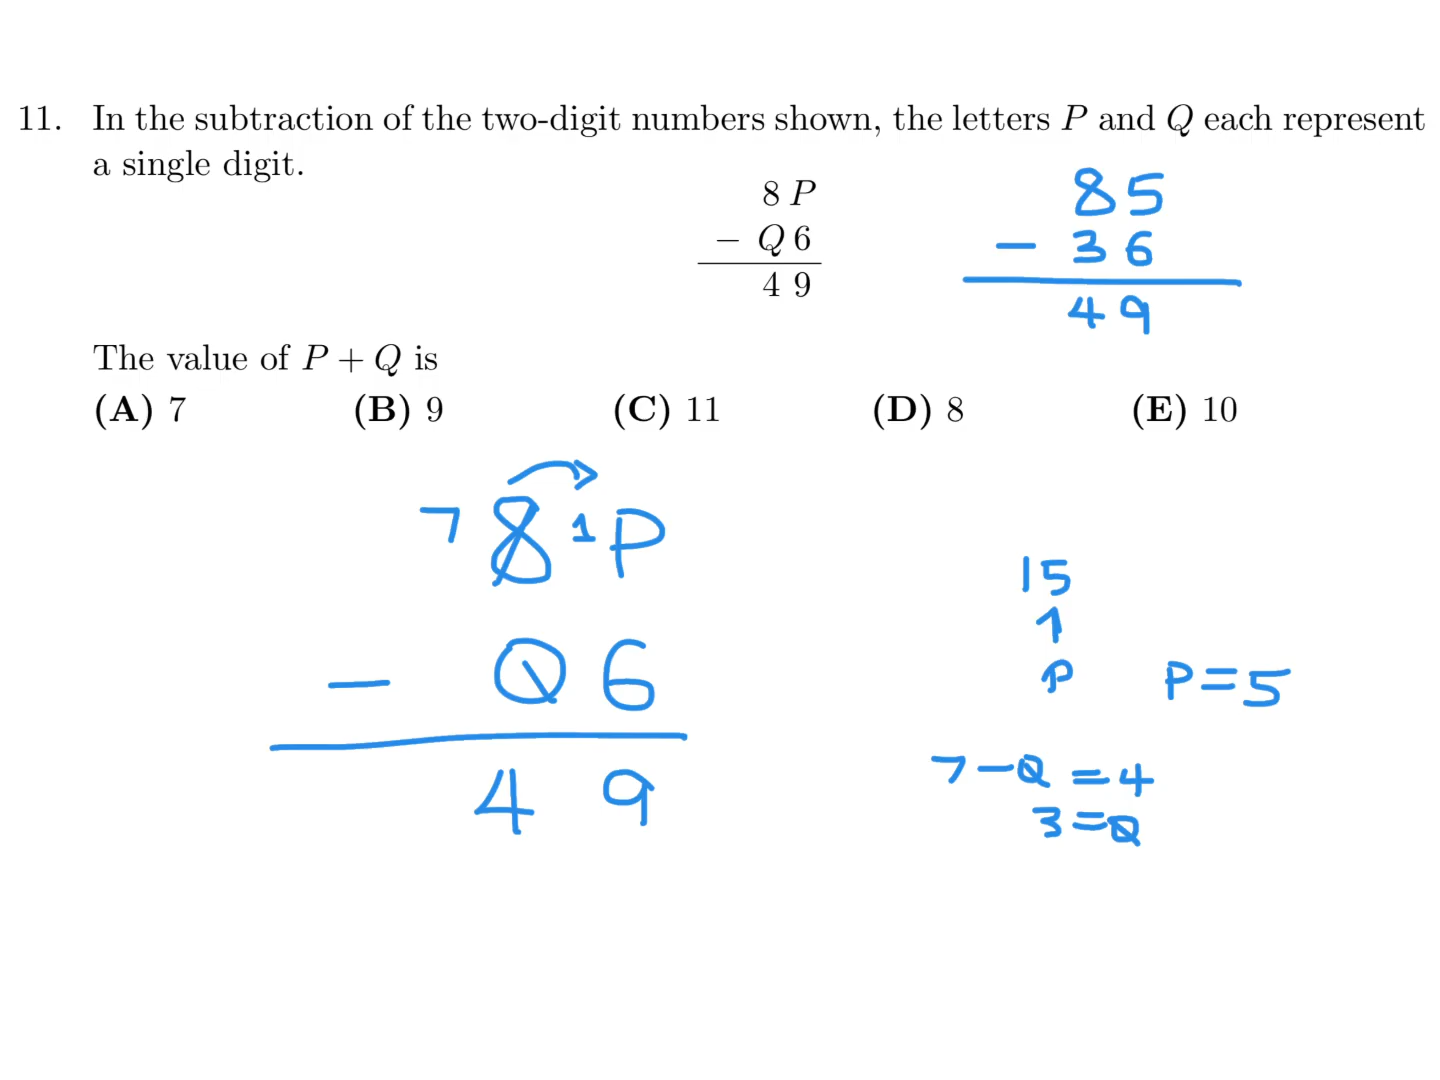 11. In the subtraction of the two-digit numbers shown, the letters P and Q each represent
a single digit.
8 P
− Q 6
4 9
85
− 36
49
The value of P + Q is
(A) 7 (B) 9 (C) 11 (D) 8 (E) 10
7 8 1P
− Q6
4 9
15
↑
P P=5
7−Q=4
3=Q